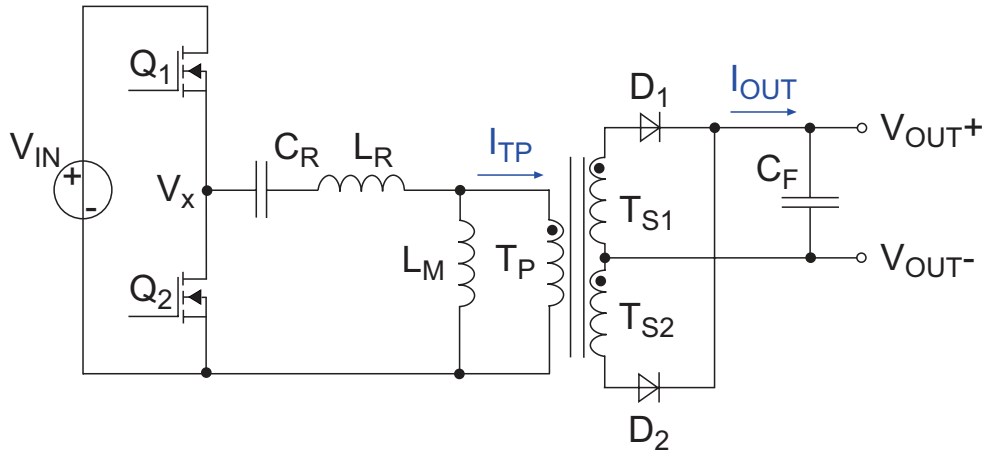 Q1
D1
IOUT
VOUT+
VIN
+
-
CR
LR
ITP
CF
Vx
TS1
LM
TP
VOUT-
Q2
TS2
D2